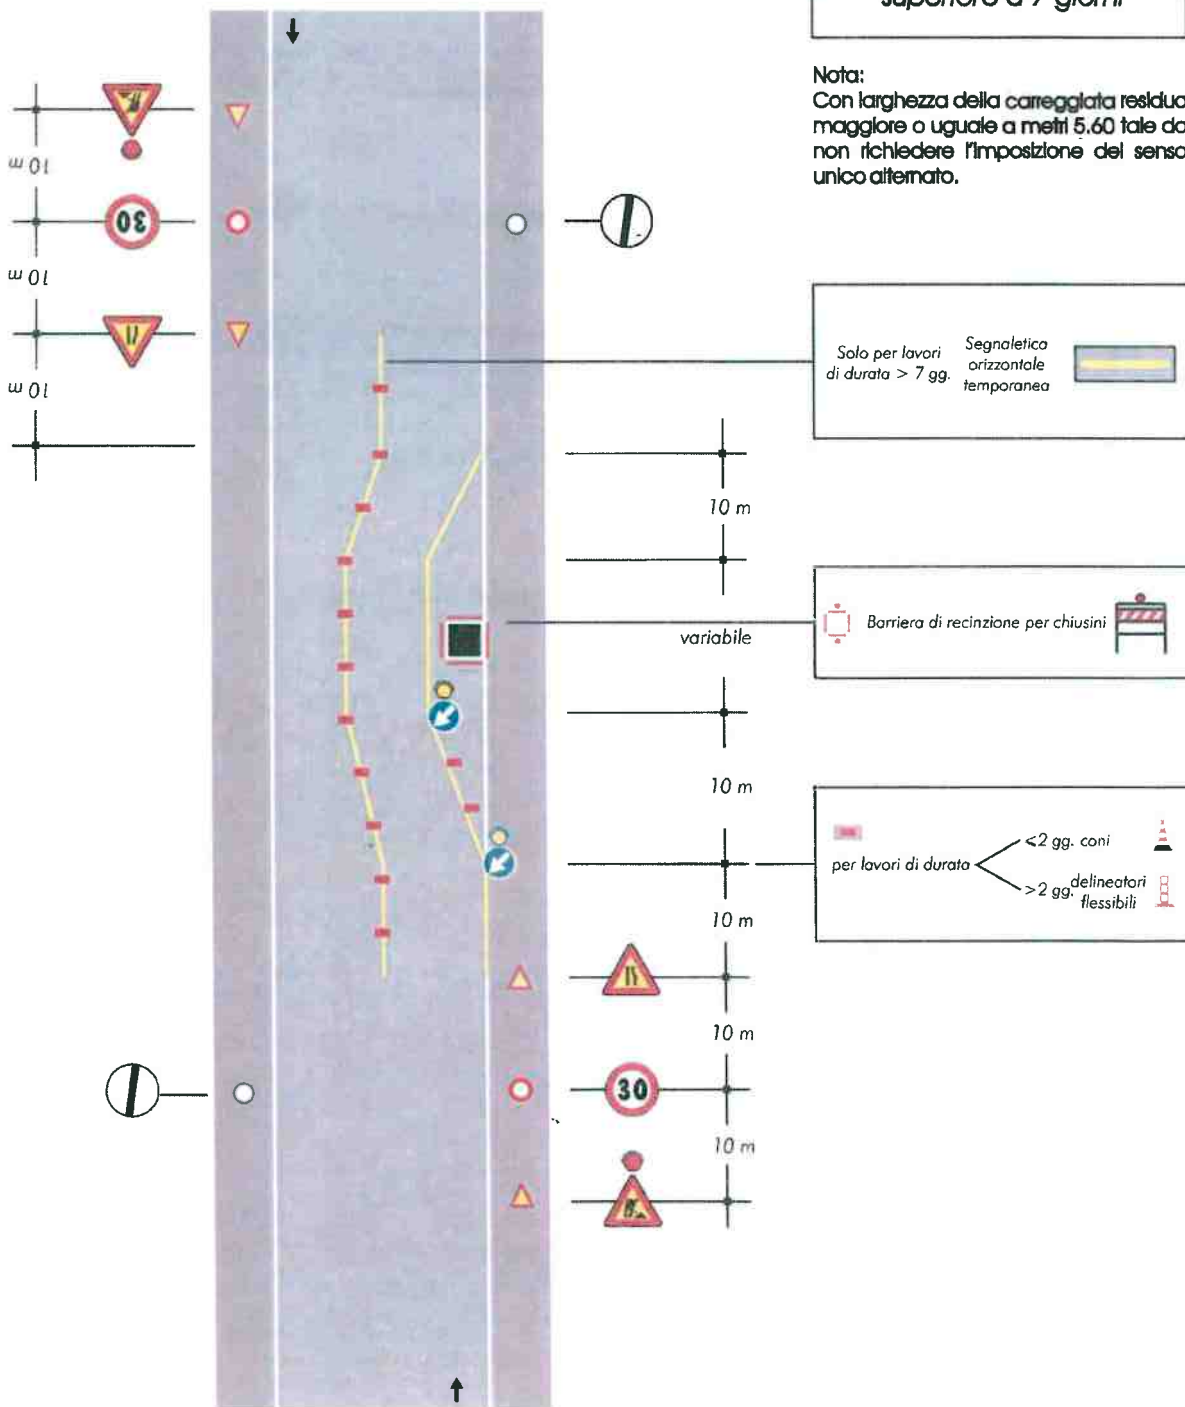 superiore a 7 giorni
Nota:
Con larghezza della carreggiata residua
maggiore o uguale a metri 5.60 tale da
non richiedere l'imposizione del senso
unico alternato.
10 m
30
10 m
10 m
Solo per lavori
di durata > 7 gg.
Segnaletica
orizzontale
temporanea
10 m
variabile
Barriera di recinzione per chiusini
10 m
per lavori di durata
≤2 gg. coni
>2 gg. delineatori
flessibili
10 m
10 m
30
10 m